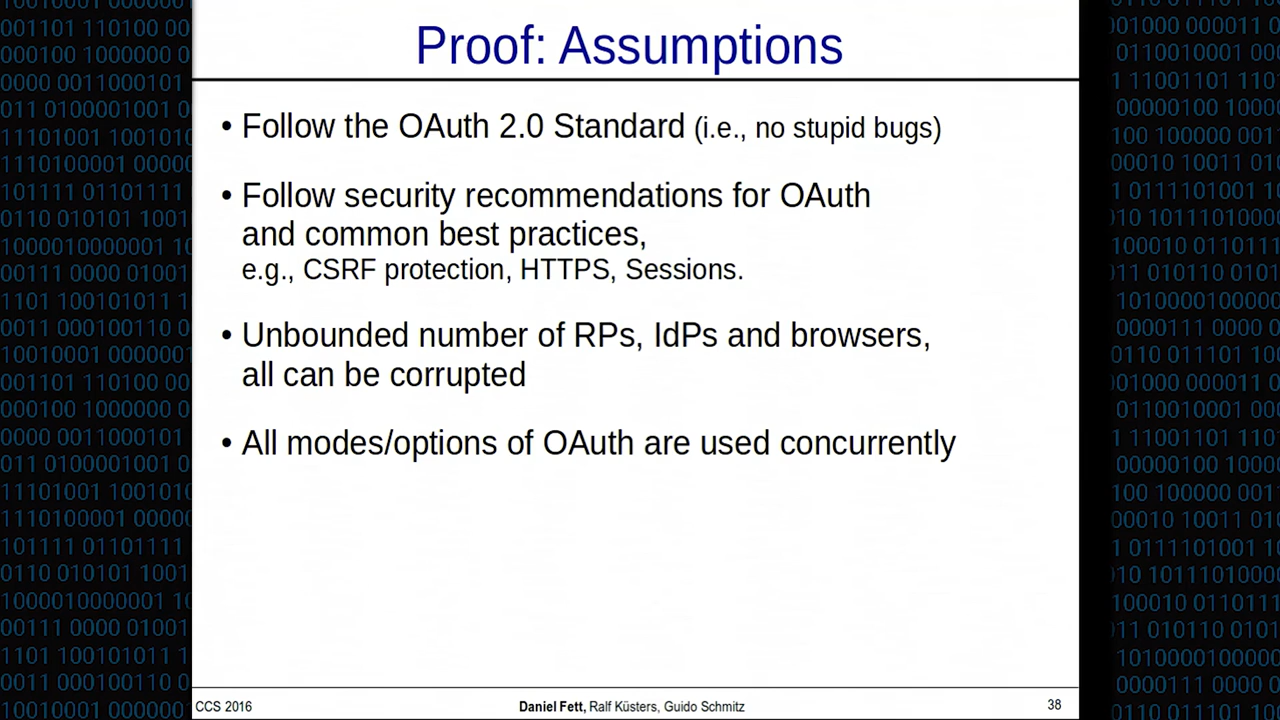 Proof: Assumptions
• Follow the OAuth 2.0 Standard (i.e., no stupid bugs)
• Follow security recommendations for OAuth
and common best practices,
e.g., CSRF protection, HTTPS, Sessions.
• Unbounded number of RPs, IdPs and browsers,
all can be corrupted
• All modes/options of OAuth are used concurrently
CCS 2016
Daniel Fett, Ralf Küsters, Guido Schmitz
38